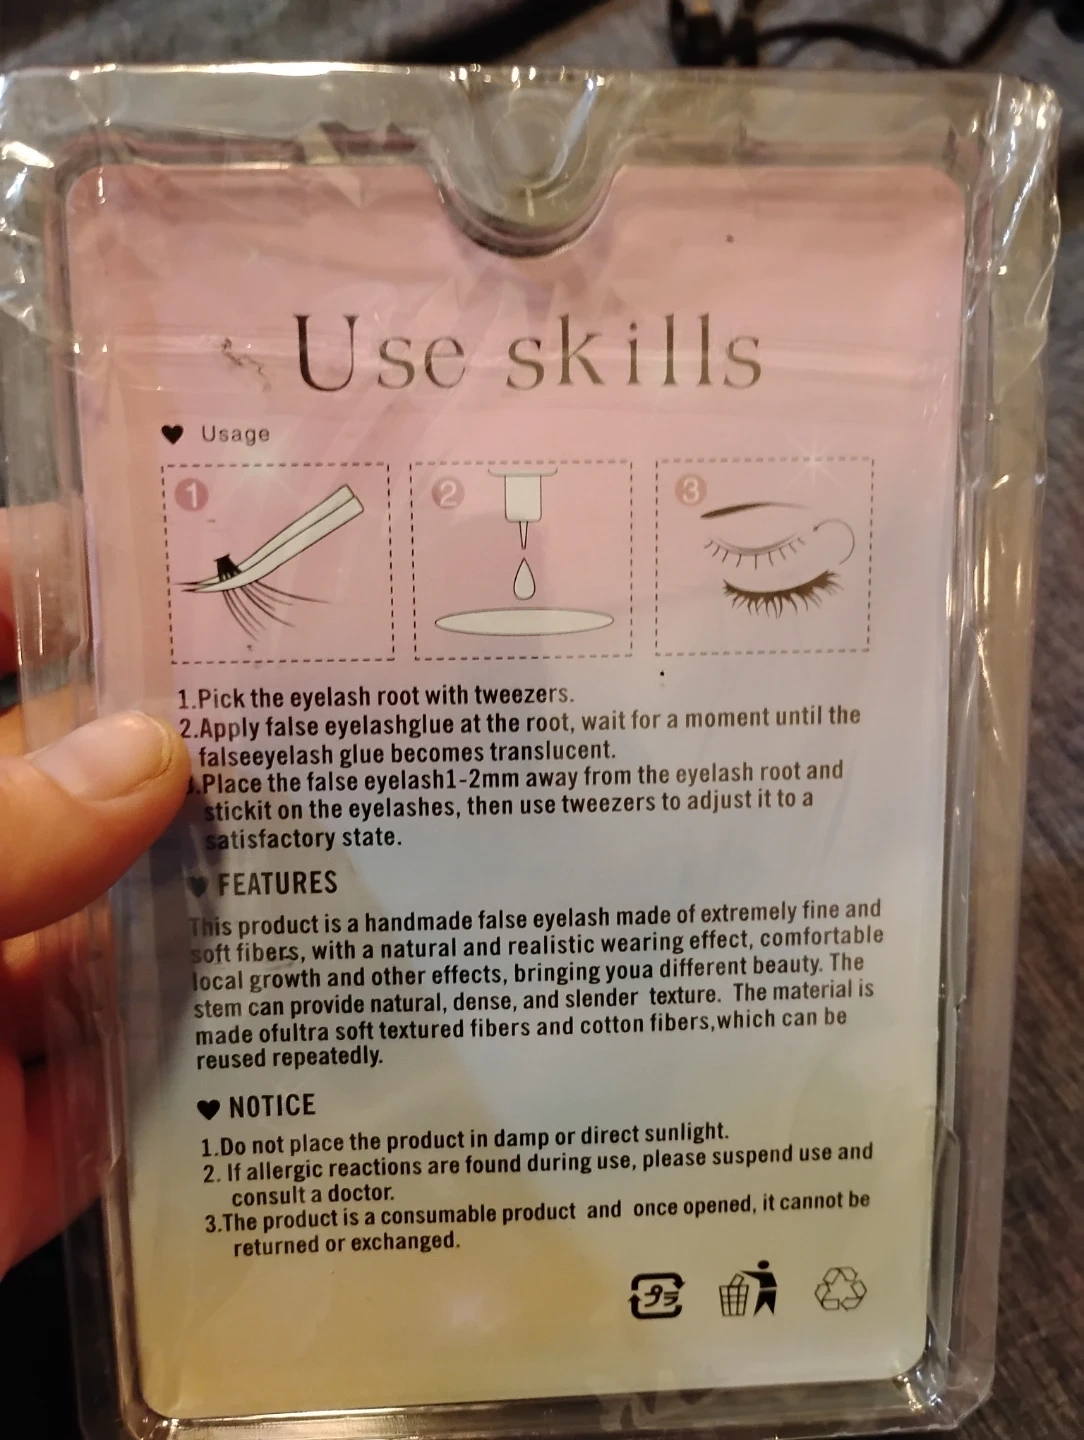 Use skills
♥ Usage
1
2
3
1.Pick the eyelash root with tweezers.
2.Apply false eyelashglue at the root, wait for a moment until the
falseeyelash glue becomes translucent.
.Place the false eyelash1-2mm away from the eyelash root and
stickit on the eyelashes, then use tweezers to adjust it to a
satisfactory state.
♥ FEATURES
This product is a handmade false eyelash made of extremely fine and
soft fibers, with a natural and realistic wearing effect, comfortable
local growth and other effects, bringing youa different beauty. The
stem can provide natural, dense, and slender texture. The material is
made ofultra soft textured fibers and cotton fibers,which can be
reused repeatedly.
♥ NOTICE
1.Do not place the product in damp or direct sunlight.
2. If allergic reactions are found during use, please suspend use and
consult a doctor.
3.The product is a consumable product and once opened, it cannot be
returned or exchanged.
プラ